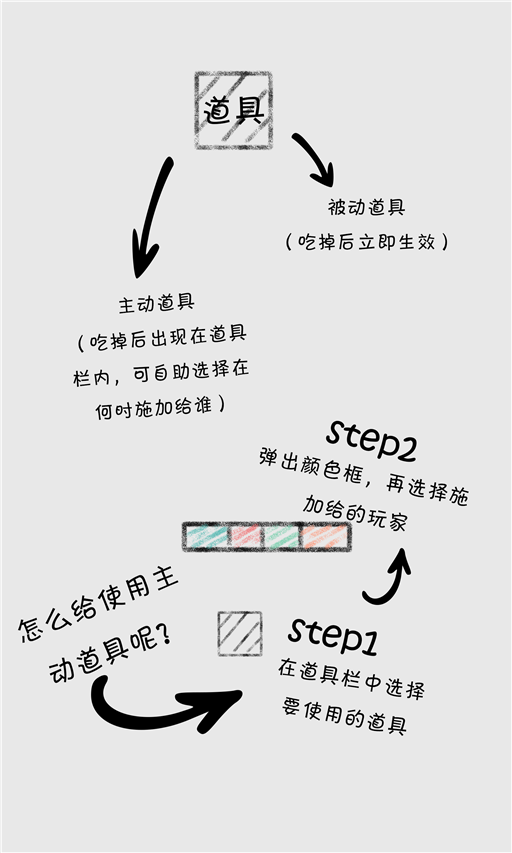 道具
被动道具
（吃掉后立即生效）
主动道具
（吃掉后出现在道具
栏内，可自助选择在
何时施加给谁）
step2
弹出颜色框，再选择施
加给的玩家
怎么给使用主
动道具呢？
step1
在道具栏中选择
要使用的道具